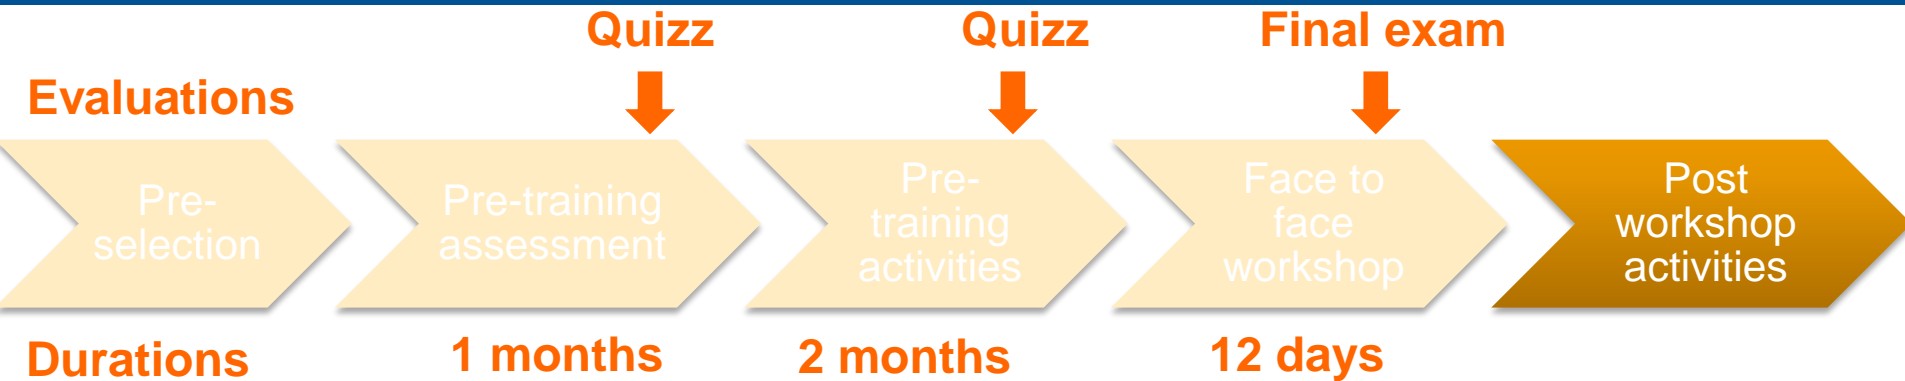 Quizz
Quizz
Final exam
Evaluations
Pre-
selection
Pre-training
assessment
Pre-
training
activities
Face to
face
workshop
Post
workshop
activities
Durations
1 months
2 months
12 days